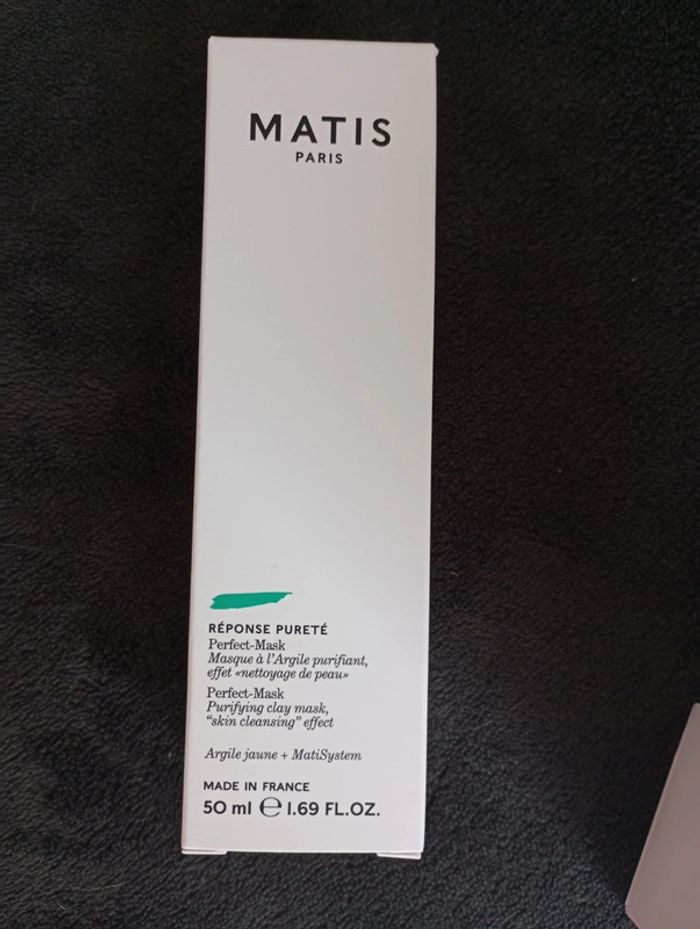 MATIS
PARIS
RÉPONSE PURETÉ
Perfect-Mask
Masque à l'Argile purifiant,
effet «nettoyage de peau»
Perfect-Mask
Purifying clay mask,
"skin cleansing" effect
Argile jaune + MatiSystem
MADE IN FRANCE
50 ml ℮ 1.69 FL.OZ.